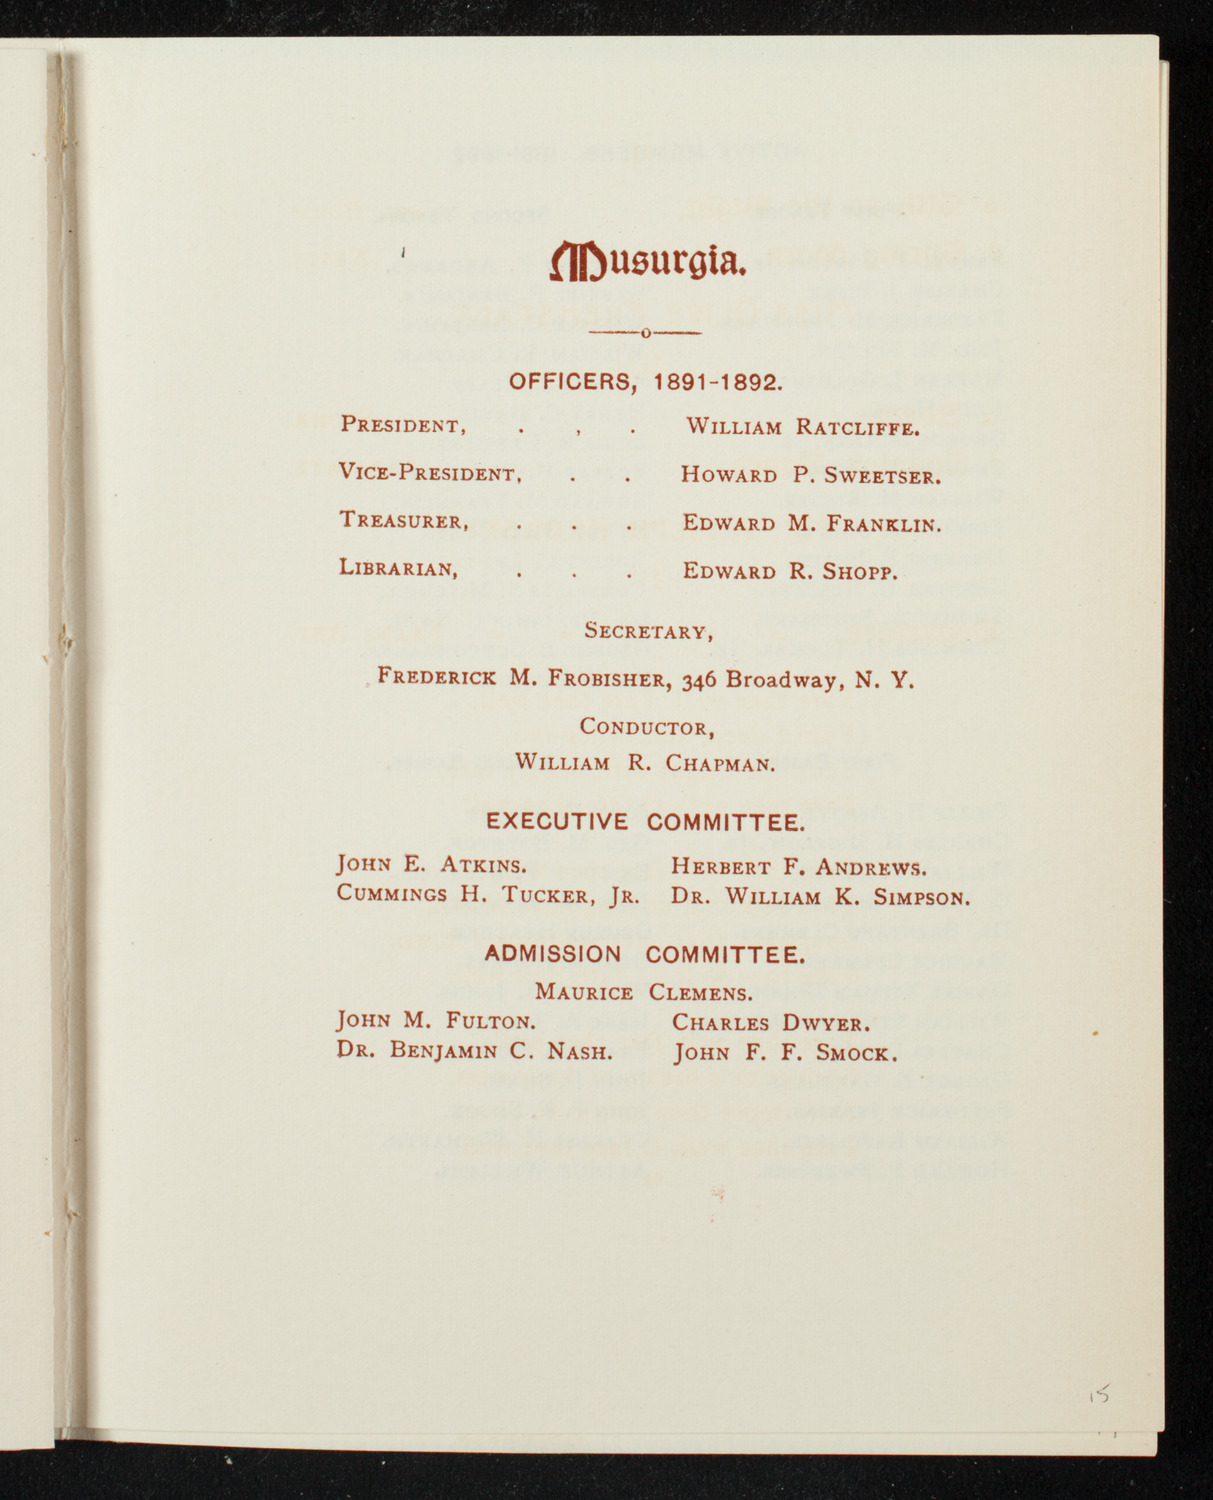 Musurgia.
OFFICERS, 1891-1892.
President, . , . William Ratcliffe.
Vice-President, . . Howard P. Sweetser.
Treasurer, . . . Edward M. Franklin.
Librarian, . . . Edward R. Shopp.
Secretary,
Frederick M. Frobisher, 346 Broadway, N. Y.
Conductor,
William R. Chapman.
EXECUTIVE COMMITTEE.
John E. Atkins. Herbert F. Andrews.
Cummings H. Tucker, Jr. Dr. William K. Simpson.
ADMISSION COMMITTEE.
Maurice Clemens.
John M. Fulton. Charles Dwyer.
Dr. Benjamin C. Nash. John F. F. Smock.
15